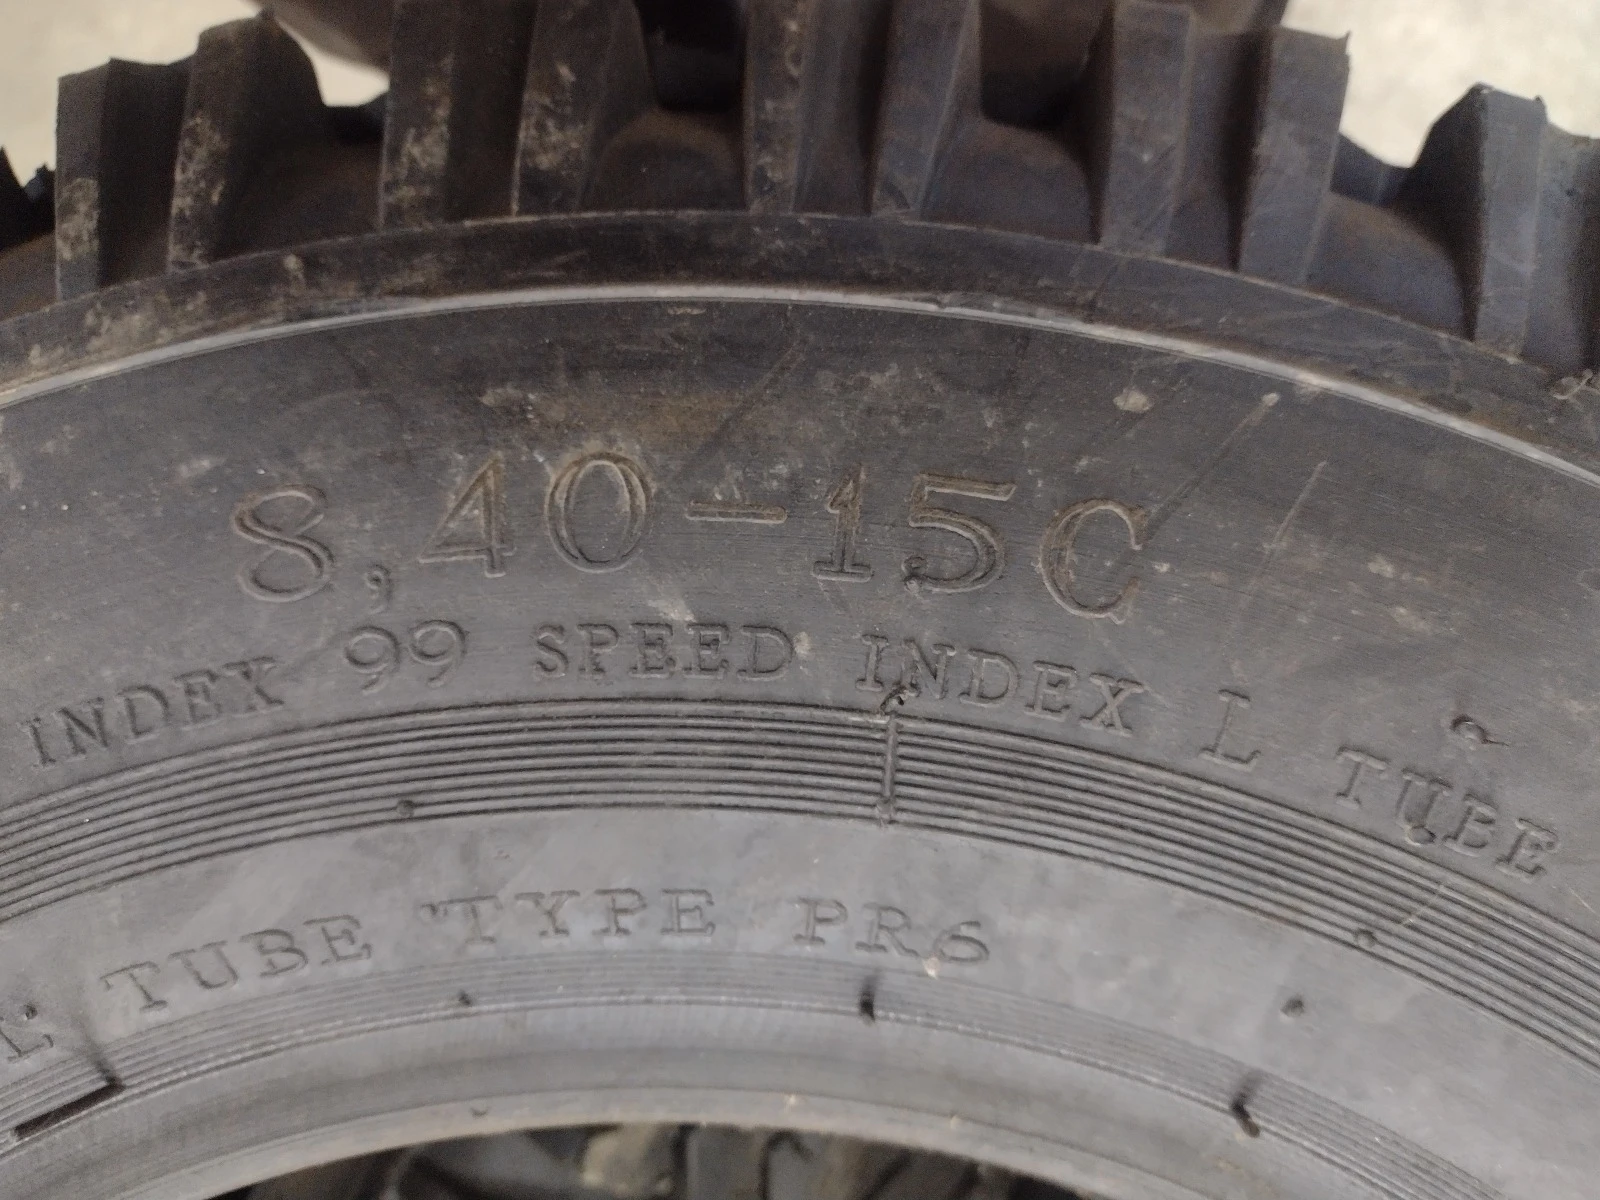 8,40-15C
INDEX 99 SPEED INDEX L TUBE
TUBE TYPE PR6